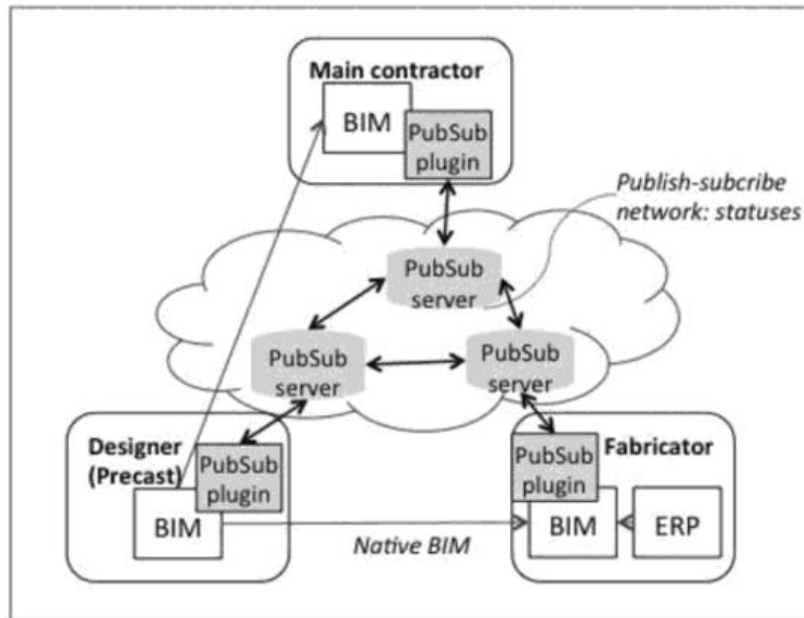 Main contractor
BIM
PubSub
plugin
Publish-subcribe
network: statuses
PubSub
server
PubSub
server
PubSub
server
Designer
(Precast)
PubSub
plugin
BIM
Native BIM
PubSub
plugin
Fabricator
BIM
ERP